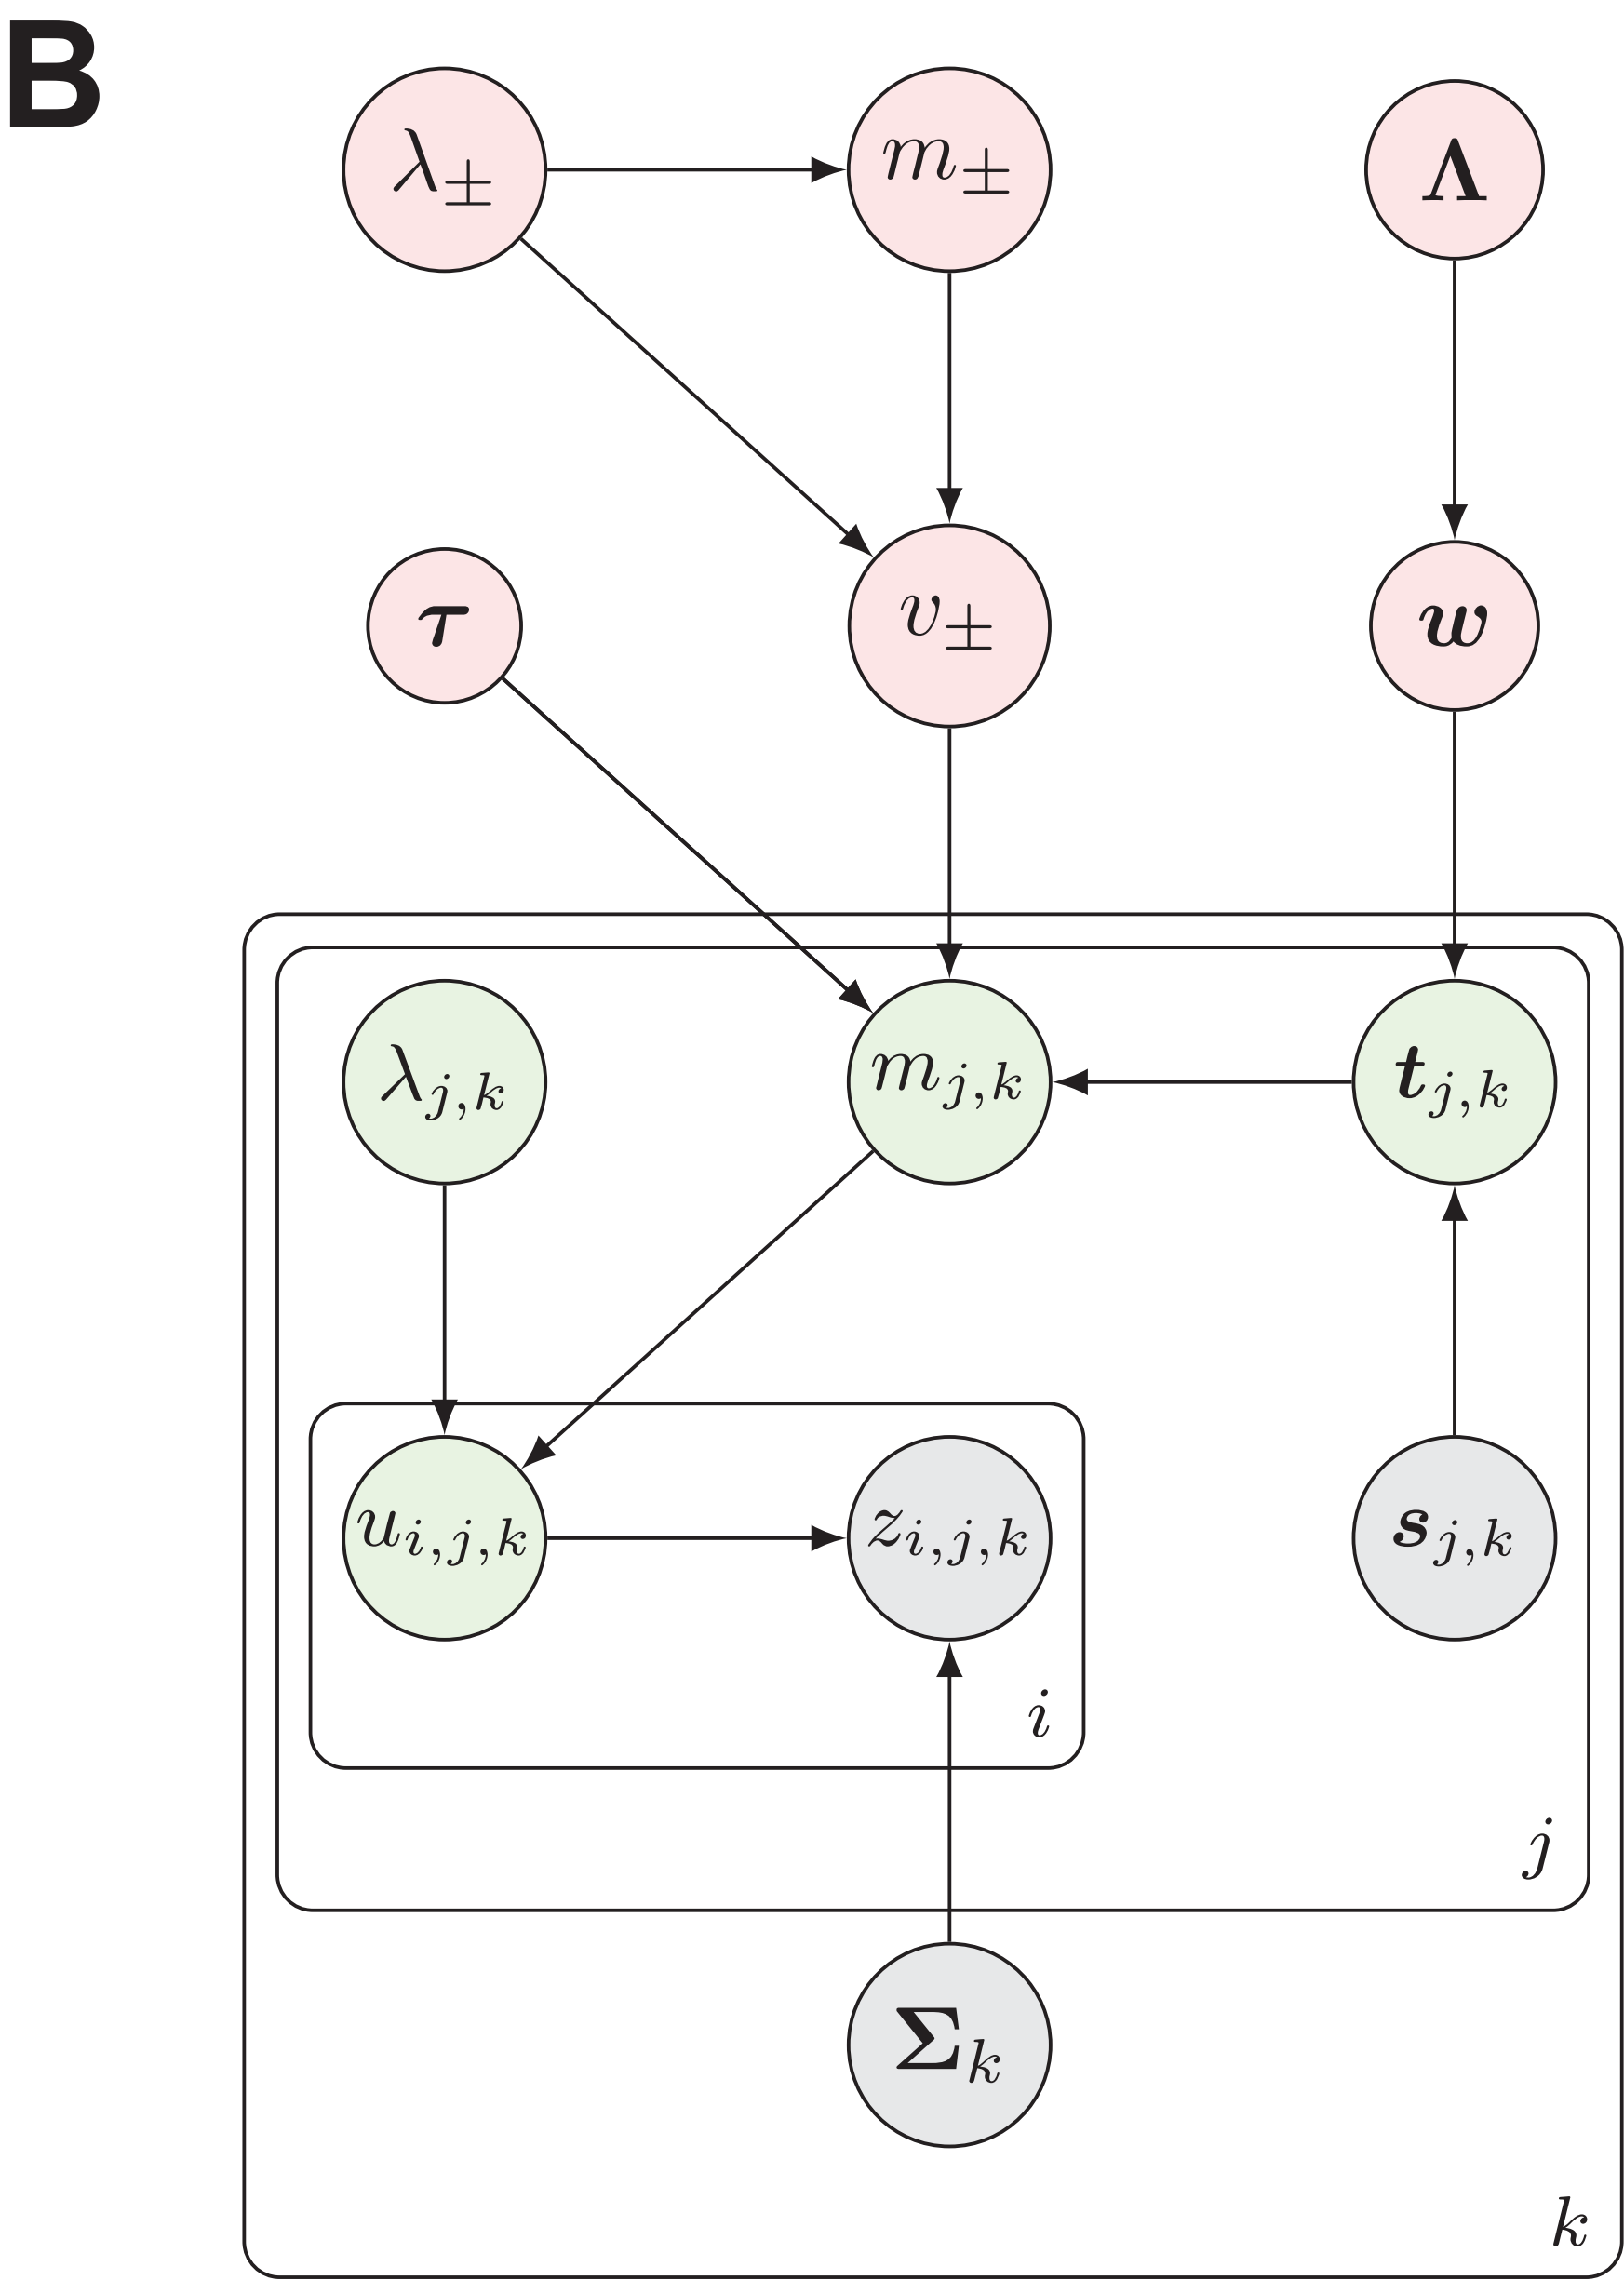 B
λ± m± Λ
τ v± w
λj,k mj,k tj,k
ui,j,k zi,j,k sj,k
i
j
Σk
k